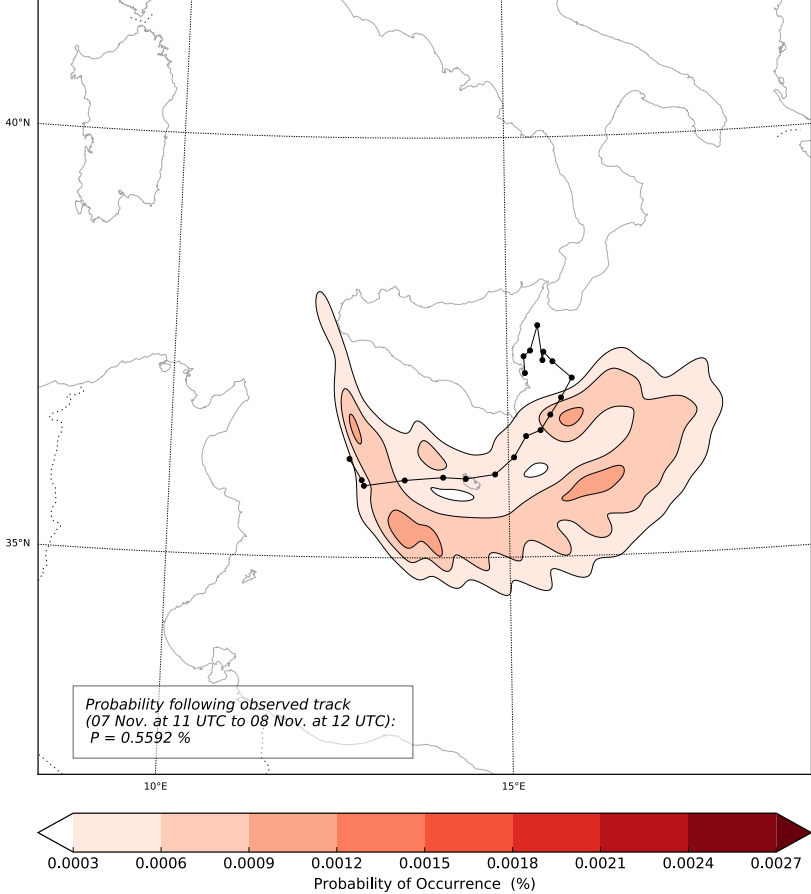 40°N
35°N
Probability following observed track
(07 Nov. at 11 UTC to 08 Nov. at 12 UTC):
P = 0.5592 %
10°E 15°E
0.0003 0.0006 0.0009 0.0012 0.0015 0.0018 0.0021 0.0024 0.0027
Probability of Occurrence (%)